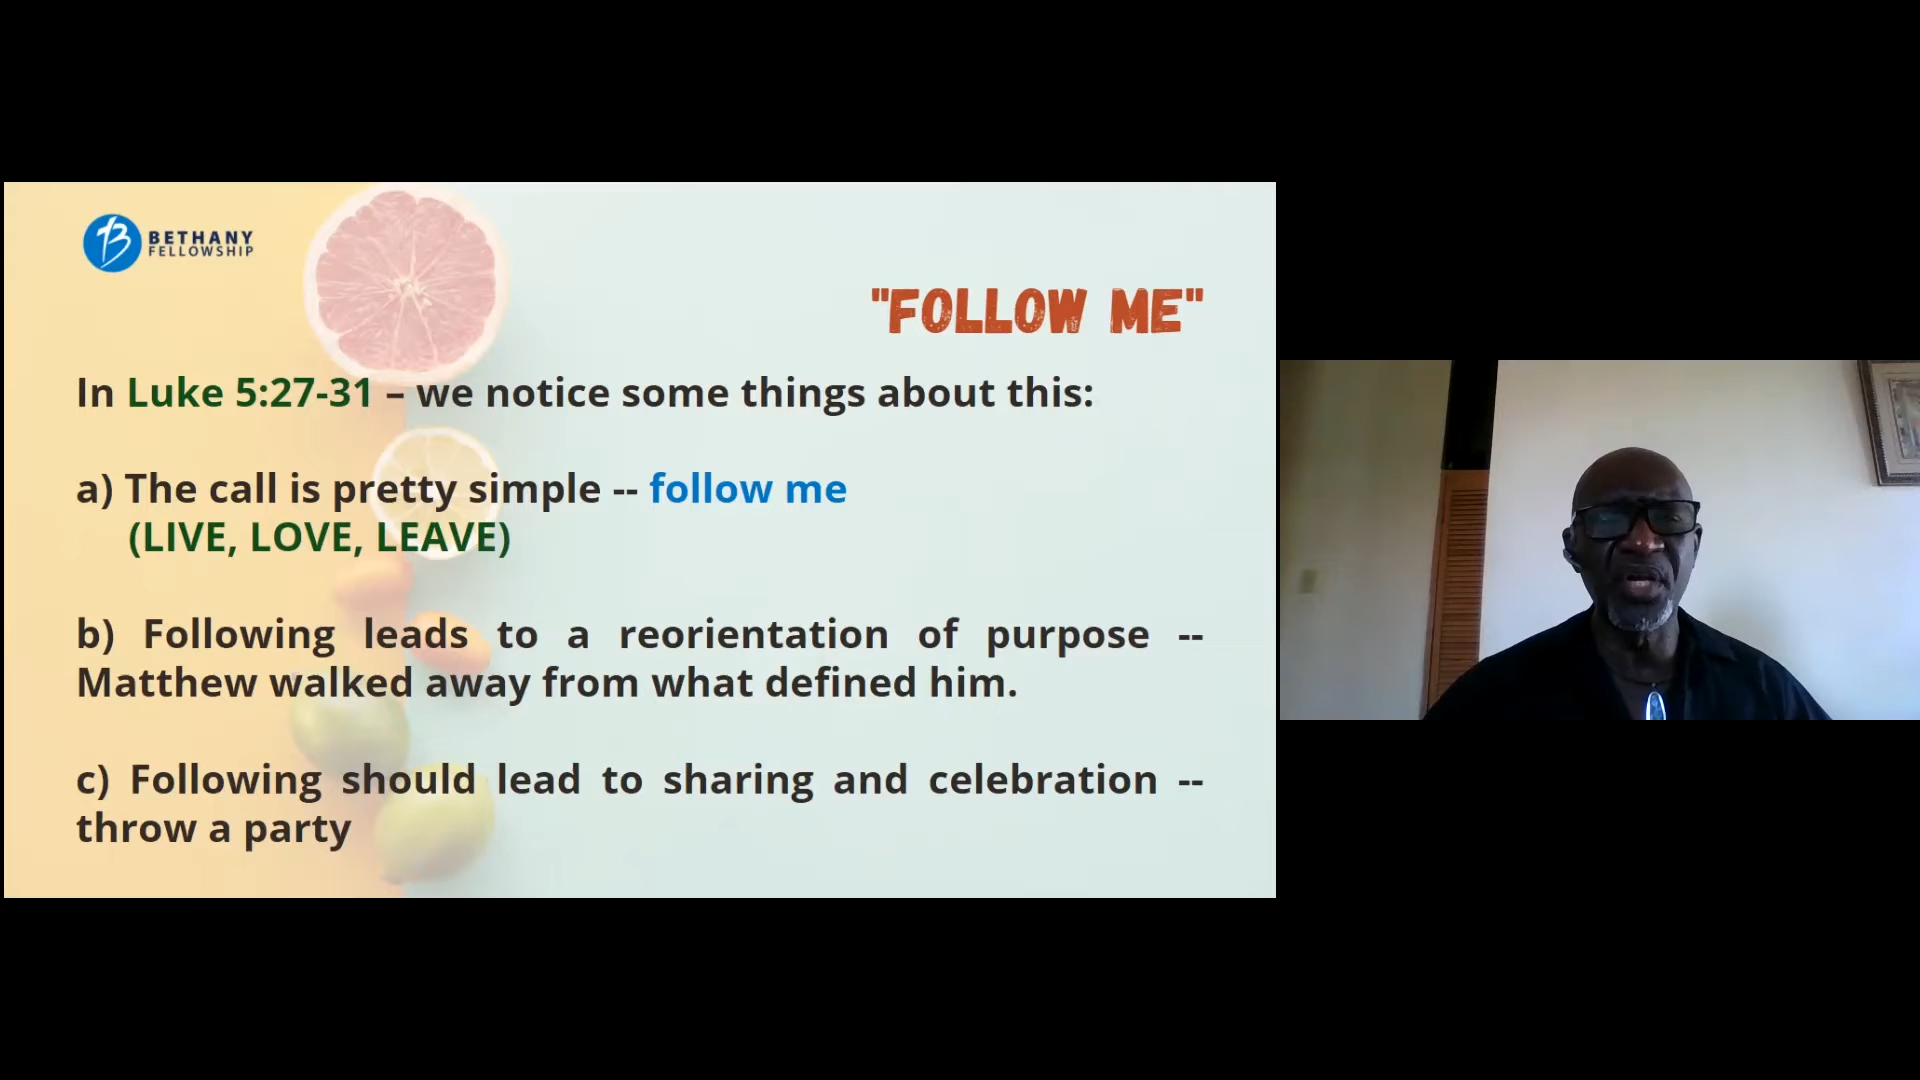 BETHANY
FELLOWSHIP
"FOLLOW ME"
In Luke 5:27-31 – we notice some things about this:
a) The call is pretty simple -- follow me
(LIVE, LOVE, LEAVE)
b) Following leads to a reorientation of purpose --
Matthew walked away from what defined him.
c) Following should lead to sharing and celebration --
throw a party